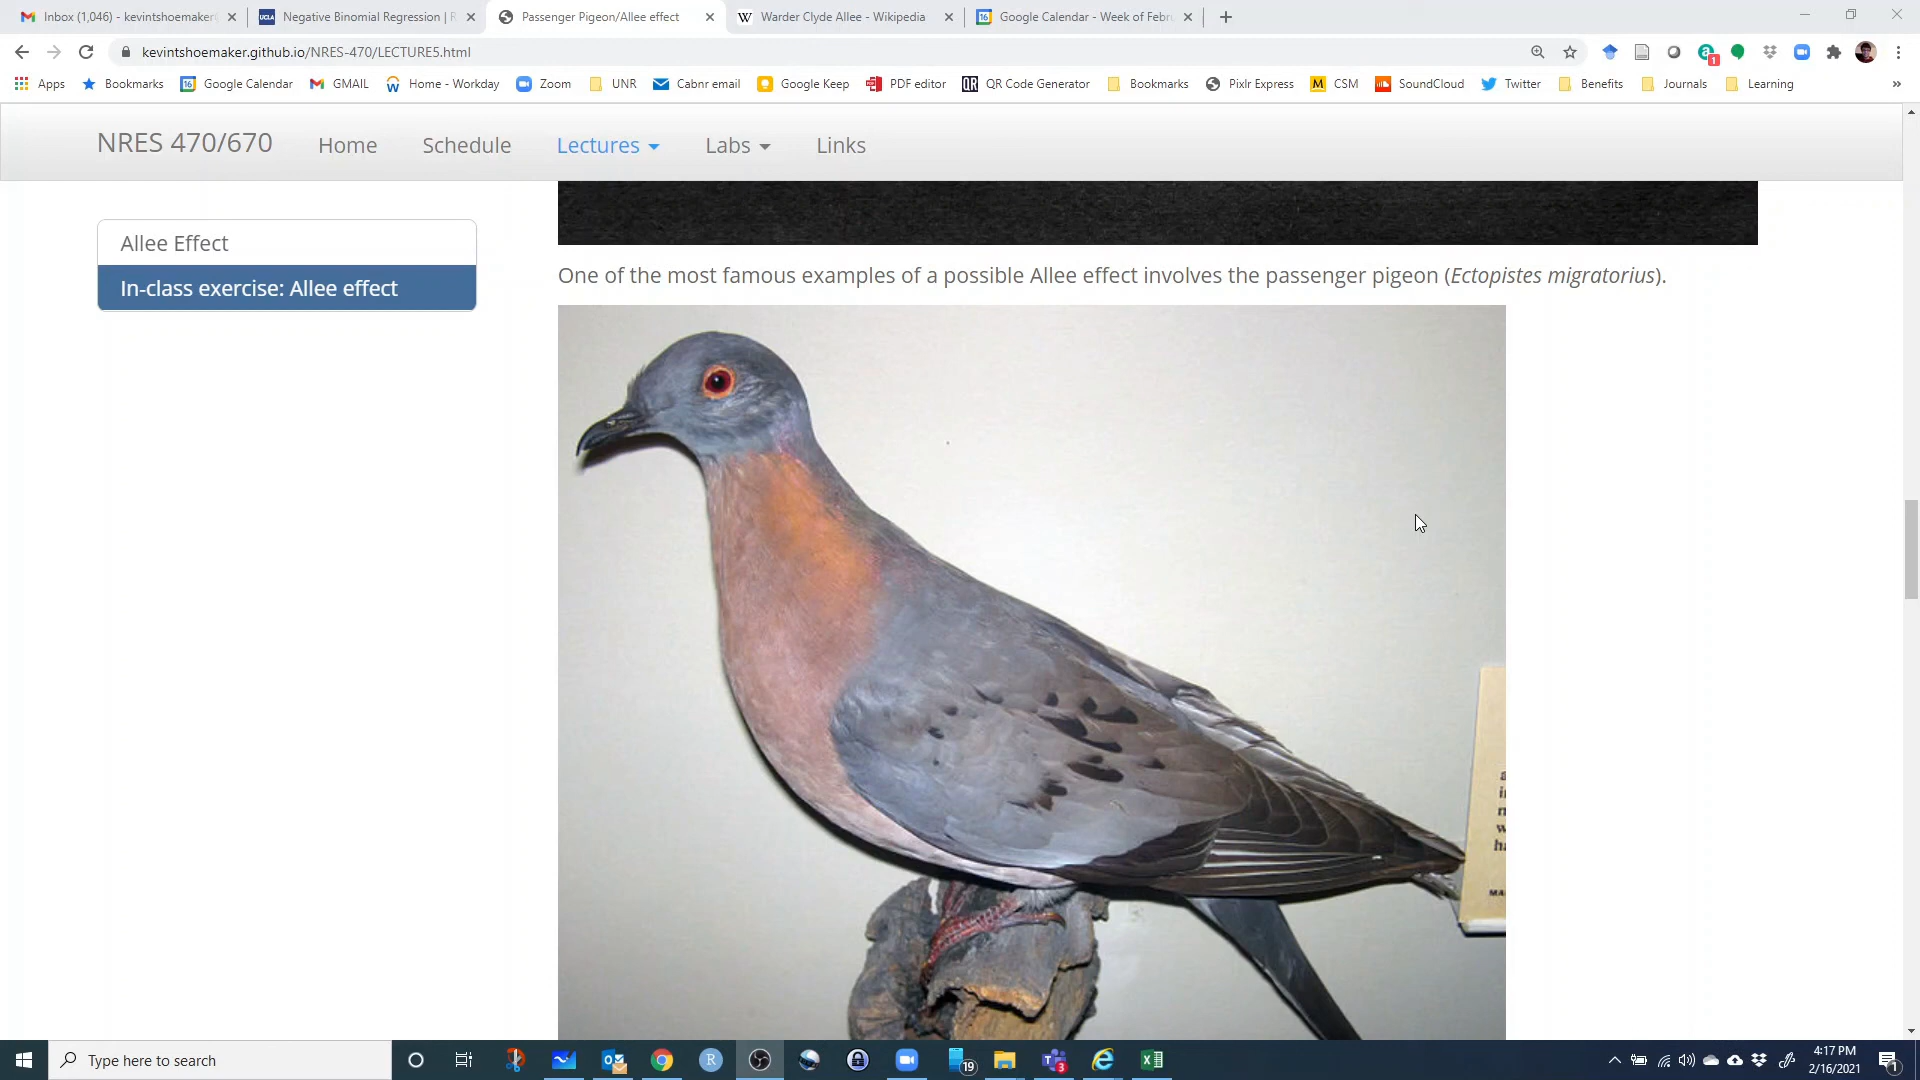 Inbox (1,046) - kevintshoemaker
Negative Binomial Regression | R
Passenger Pigeon/Allee effect
Warder Clyde Allee - Wikipedia
Google Calendar - Week of Febr
kevintshoemaker.github.io/NRES-470/LECTURE5.html
Apps
Bookmarks
Google Calendar
GMAIL
Home - Workday
Zoom
UNR
Cabnr email
Google Keep
PDF editor
QR Code Generator
Bookmarks
Pixlr Express
CSM
SoundCloud
Twitter
Benefits
Journals
Learning
»
NRES 470/670
Home
Schedule
Lectures
Labs
Links
Allee Effect
In-class exercise: Allee effect
One of the most famous examples of a possible Allee effect involves the passenger pigeon (Ectopistes migratorius).
Type here to search
19
3
4:17 PM
2/16/2021
1